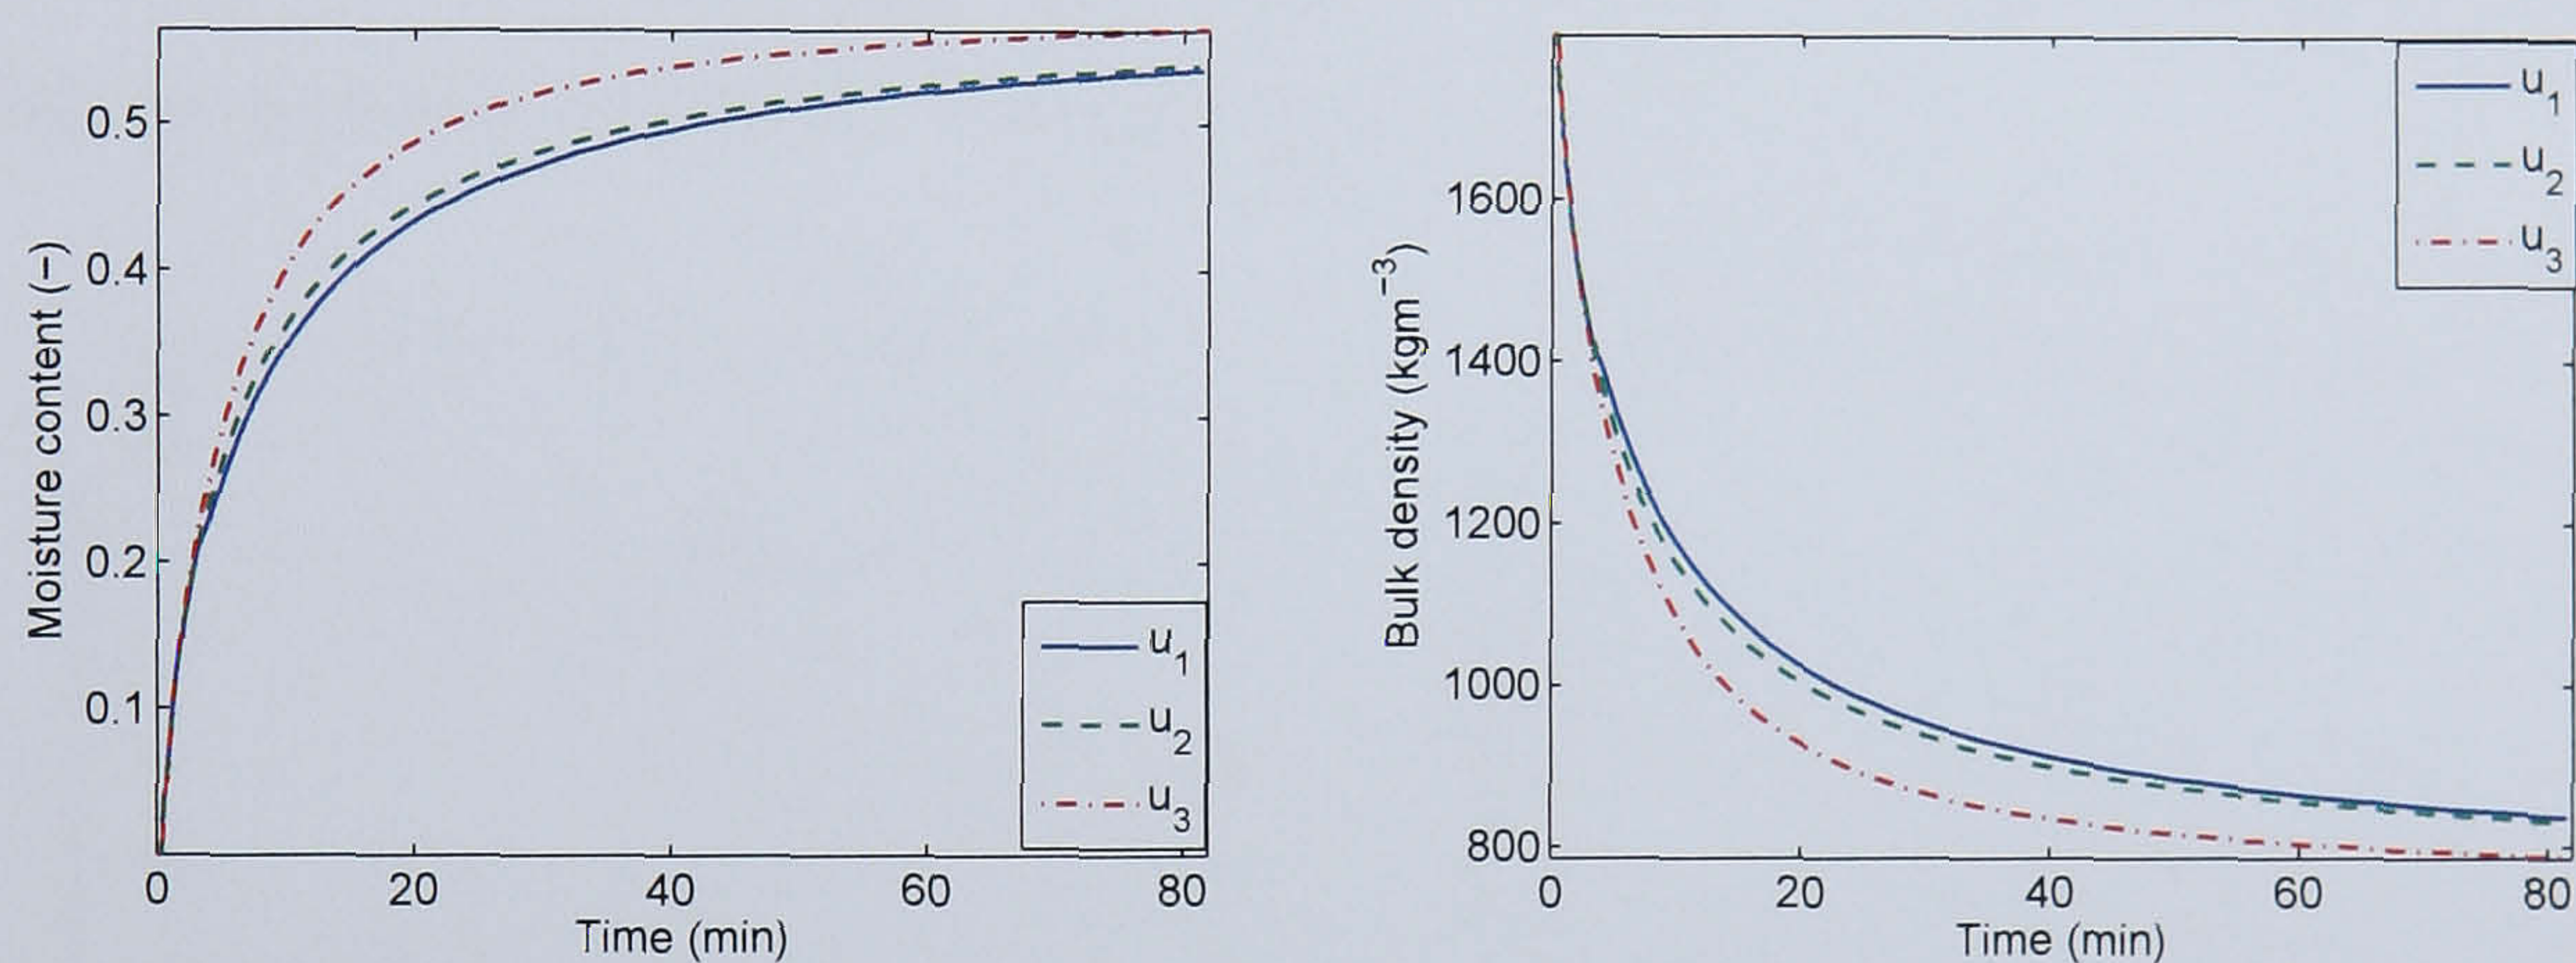 0.5
0.4
0.3
0.2
0.1
0
20
40
60
80
Moisture content (−)
Time (min)
u1
u2
u3
1600
1400
1200
1000
800
0
20
40
60
80
Bulk density (kgm−3)
Time (min)
u1
u2
u3